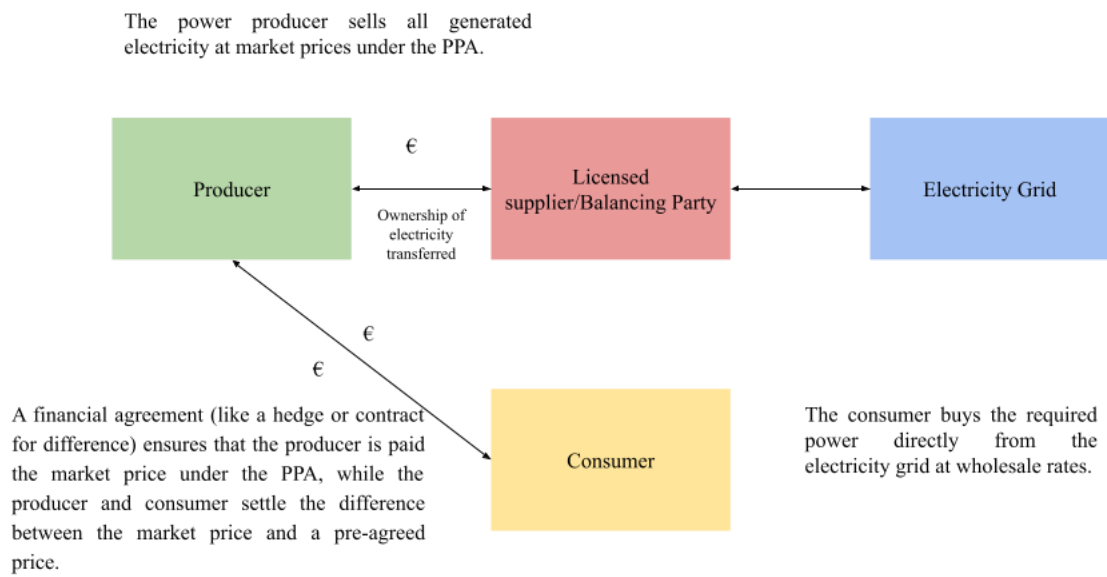 The power producer sells all generated
electricity at market prices under the PPA.
€
Producer
Licensed
supplier/Balancing Party
Electricity Grid
Ownership of
electricity
transferred
€
€
A financial agreement (like a hedge or contract
for difference) ensures that the producer is paid
the market price under the PPA, while the
producer and consumer settle the difference
between the market price and a pre-agreed
price.
Consumer
The consumer buys the required
power directly from the
electricity grid at wholesale rates.